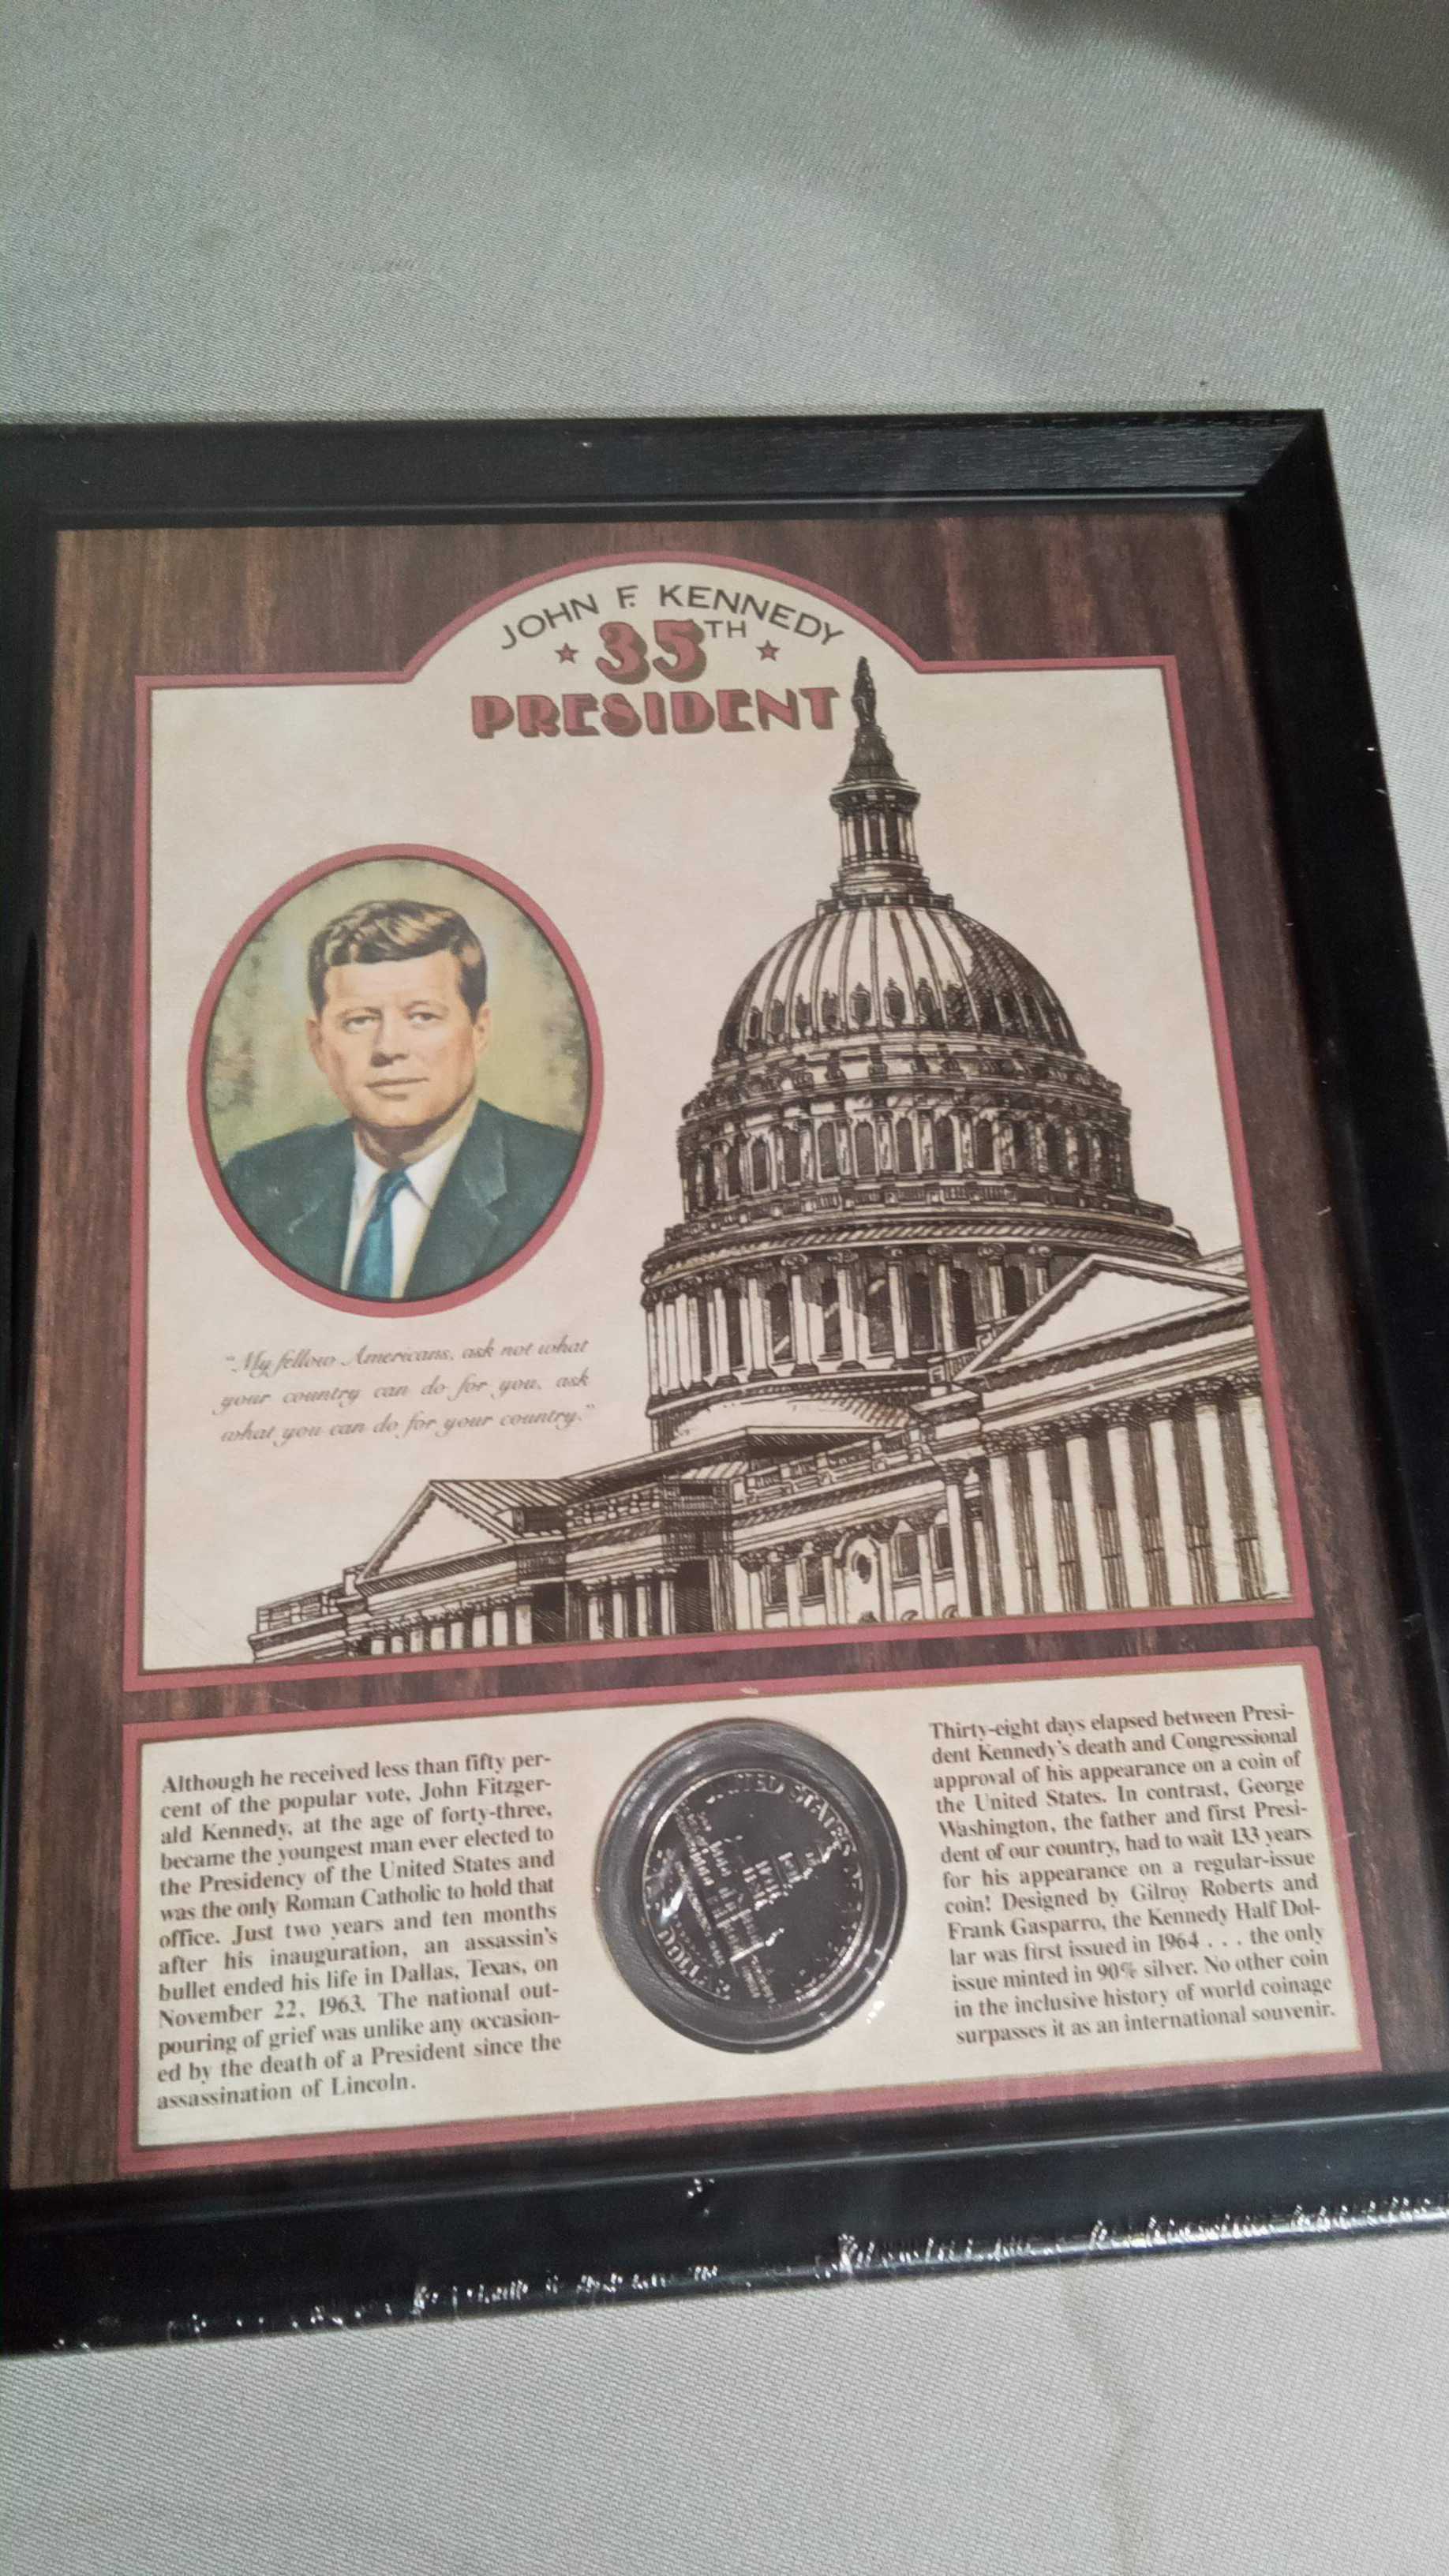 JOHN F. KENNEDY
35TH
PRESIDENT
"My fellow Americans, ask not what
your country can do for you, ask
what you can do for your country."
Although he received less than fifty per-
cent of the popular vote, John Fitzger-
ald Kennedy, at the age of forty-three,
became the youngest man ever elected to
the Presidency of the United States and
was the only Roman Catholic to hold that
office. Just two years and ten months
after his inauguration, an assassin's
bullet ended his life in Dallas, Texas, on
November 22, 1963. The national out-
pouring of grief was unlike any occasion-
ed by the death of a President since the
assassination of Lincoln.
UNITED STATES OF
DOLLAR
Thirty-eight days elapsed between Presi-
dent Kennedy's death and Congressional
approval of his appearance on a coin of
the United States. In contrast, George
Washington, the father and first Presi-
dent of our country, had to wait 133 years
for his appearance on a regular-issue
coin! Designed by Gilroy Roberts and
Frank Gasparro, the Kennedy Half Dol-
lar was first issued in 1964 . . . the only
issue minted in 90% silver. No other coin
in the inclusive history of world coinage
surpasses it as an international souvenir.